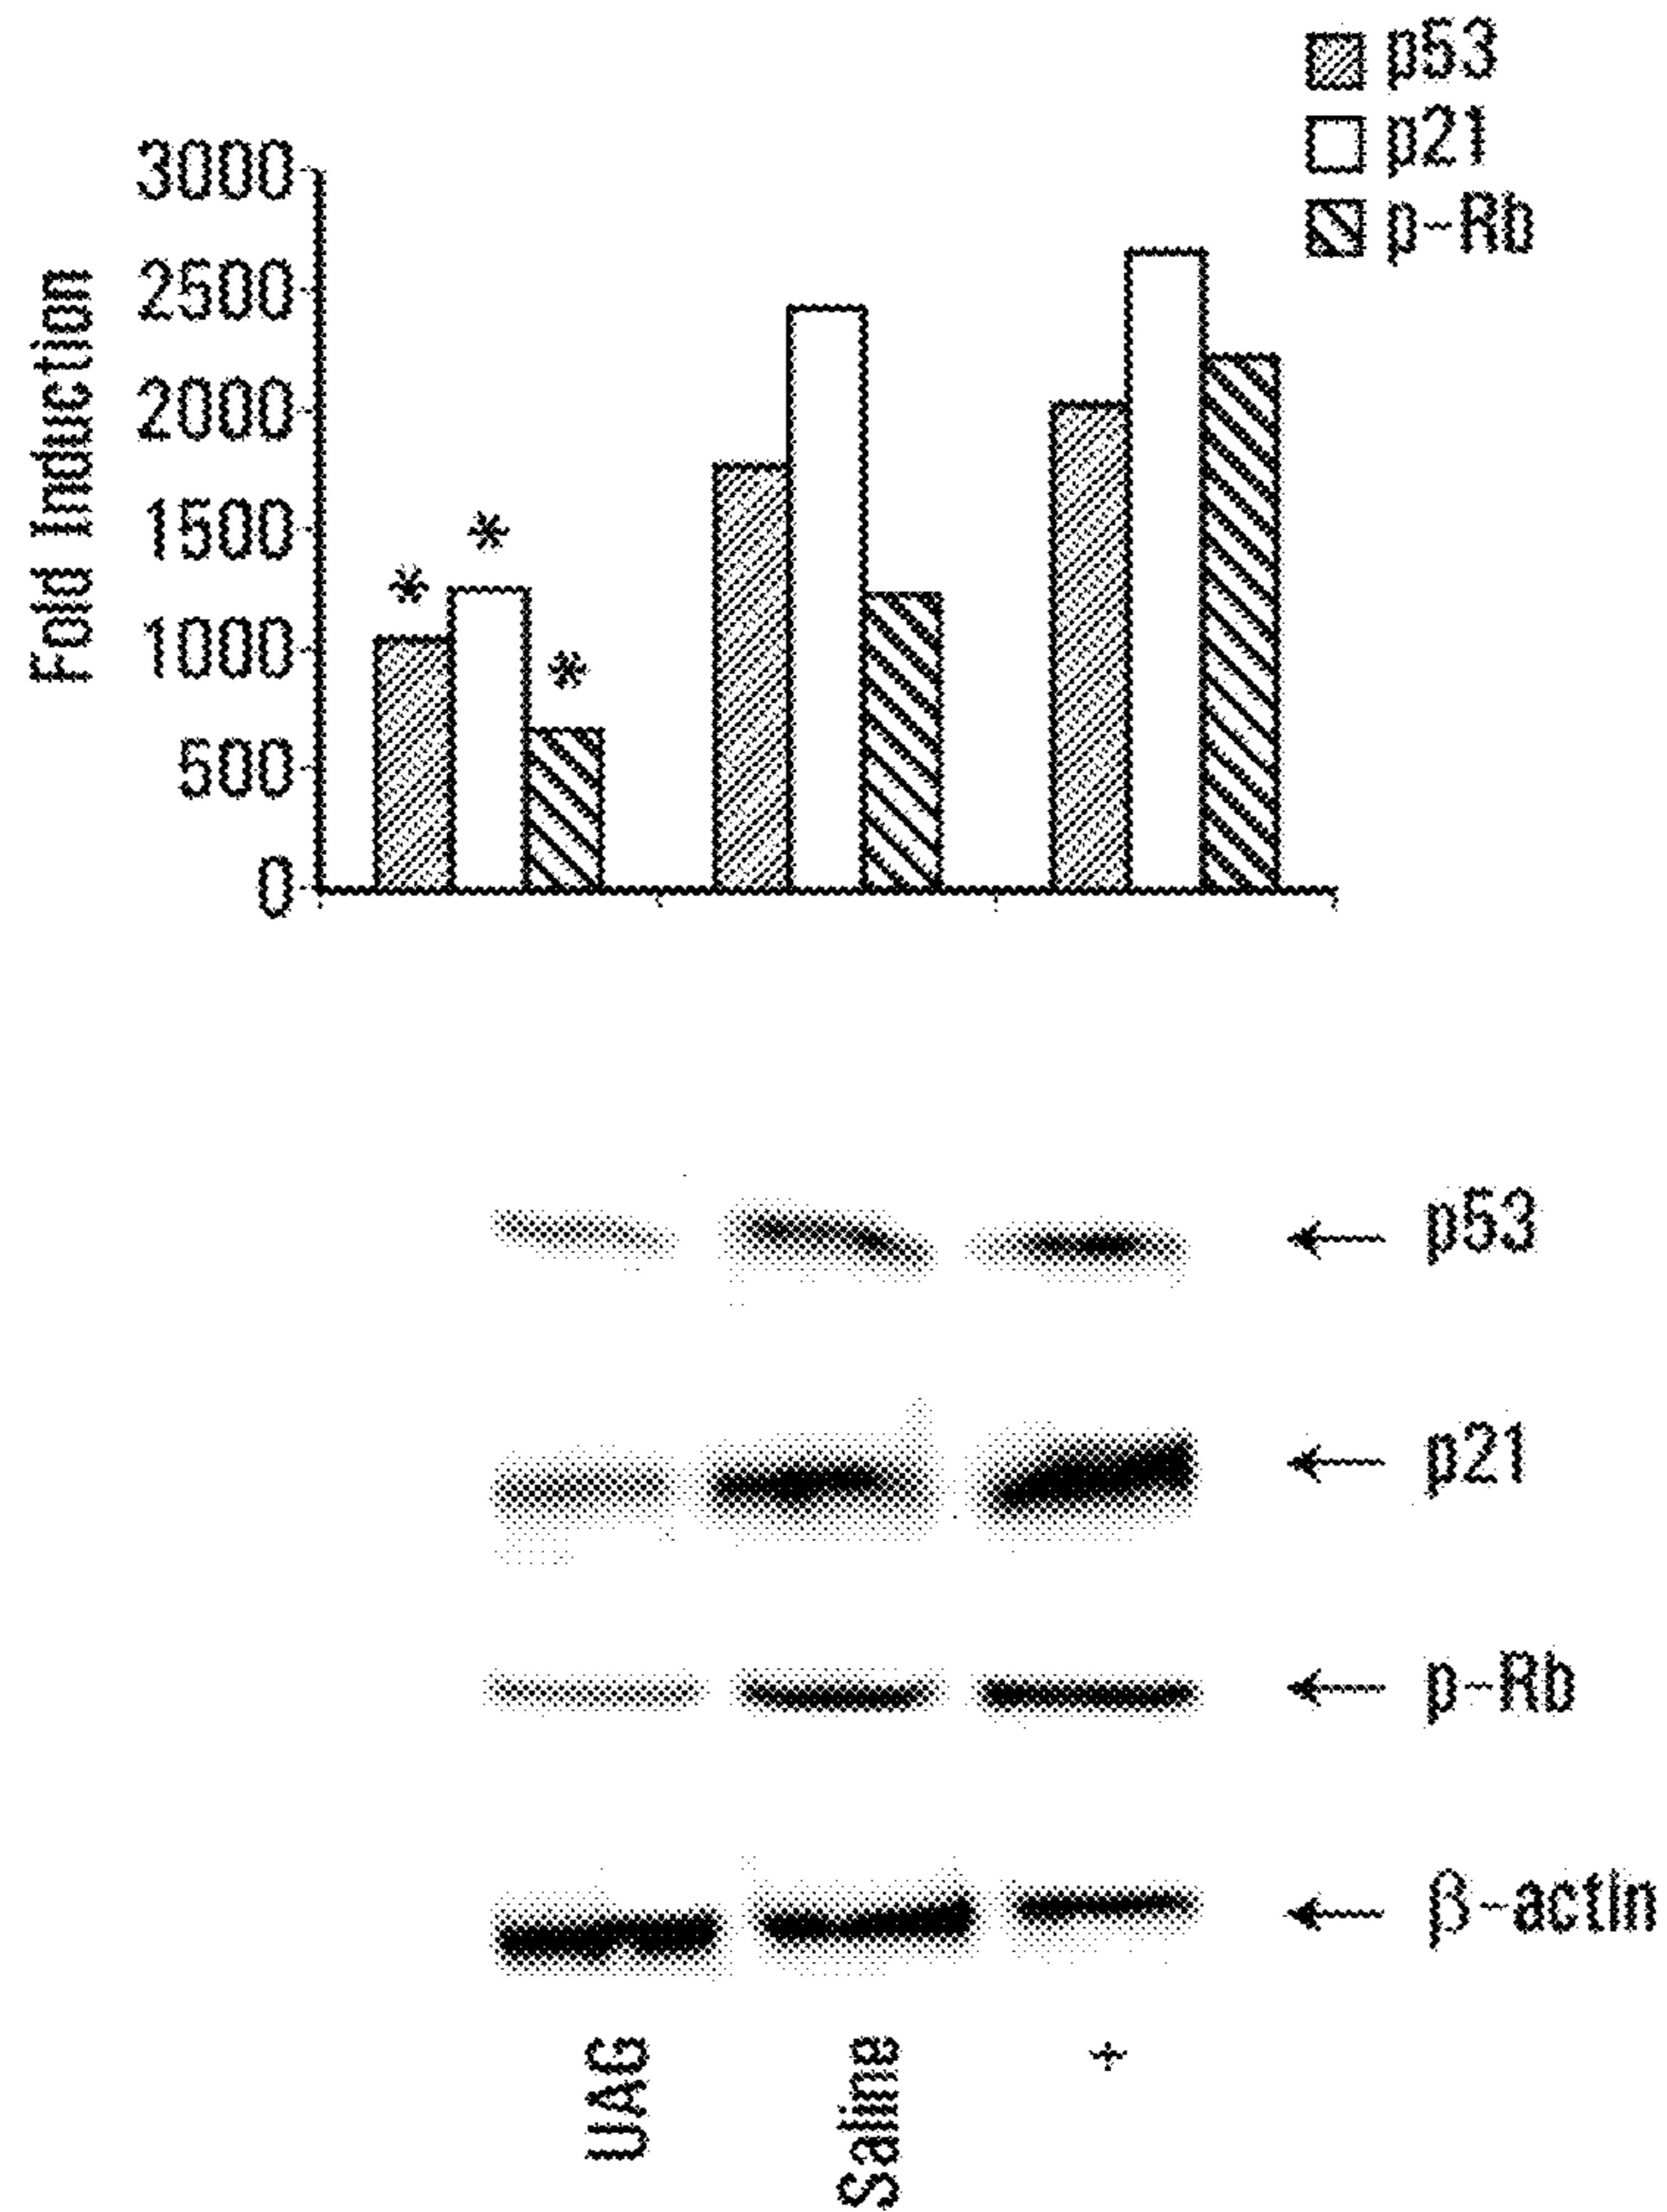 p53
p21
p-Rb
Fold Induction
3000
2500
2000
1500
1000
500
0
*
*
*
p53
p21
p-Rb
β-actin
UAG
Saline
+